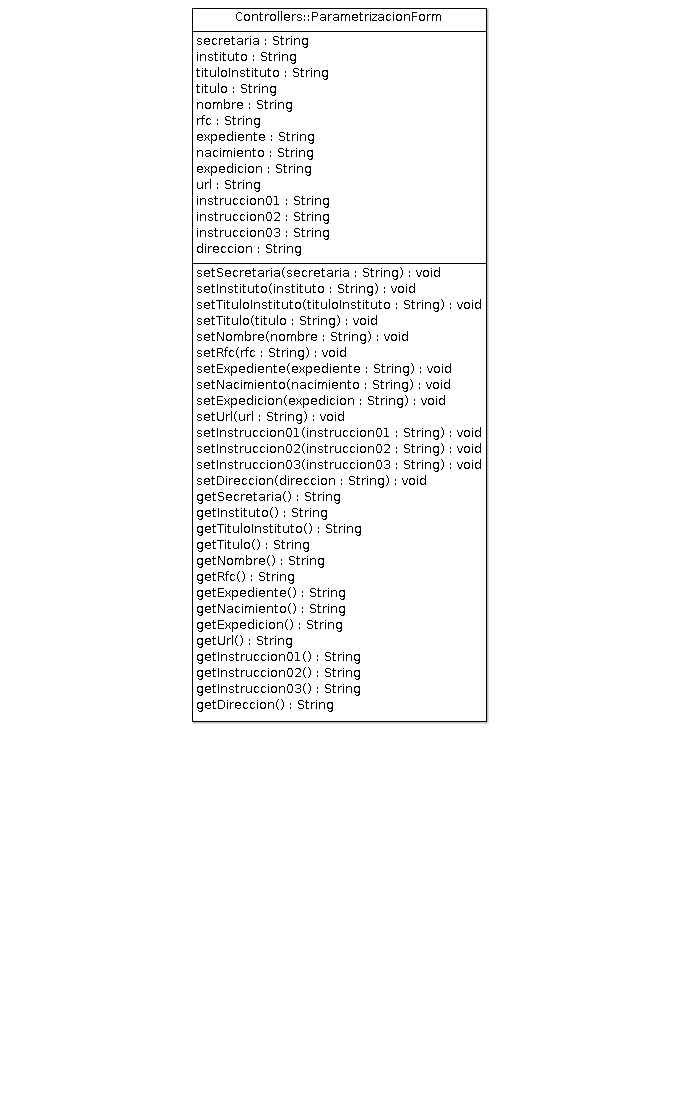 Controllers::ParametrizacionForm
secretaria : String
instituto : String
tituloInstituto : String
titulo : String
nombre : String
rfc : String
expediente : String
nacimiento : String
expedicion : String
url : String
instruccion01 : String
instruccion02 : String
instruccion03 : String
direccion : String
setSecretaria(secretaria : String) : void
setInstituto(instituto : String) : void
setTituloInstituto(tituloInstituto : String) : void
setTitulo(titulo : String) : void
setNombre(nombre : String) : void
setRfc(rfc : String) : void
setExpediente(expediente : String) : void
setNacimiento(nacimiento : String) : void
setExpedicion(expedicion : String) : void
setUrl(url : String) : void
setInstruccion01(instruccion01 : String) : void
setInstruccion02(instruccion02 : String) : void
setInstruccion03(instruccion03 : String) : void
setDireccion(direccion : String) : void
getSecretaria() : String
getInstituto() : String
getTituloInstituto() : String
getTitulo() : String
getNombre() : String
getRfc() : String
getExpediente() : String
getNacimiento() : String
getExpedicion() : String
getUrl() : String
getInstruccion01() : String
getInstruccion02() : String
getInstruccion03() : String
getDireccion() : String